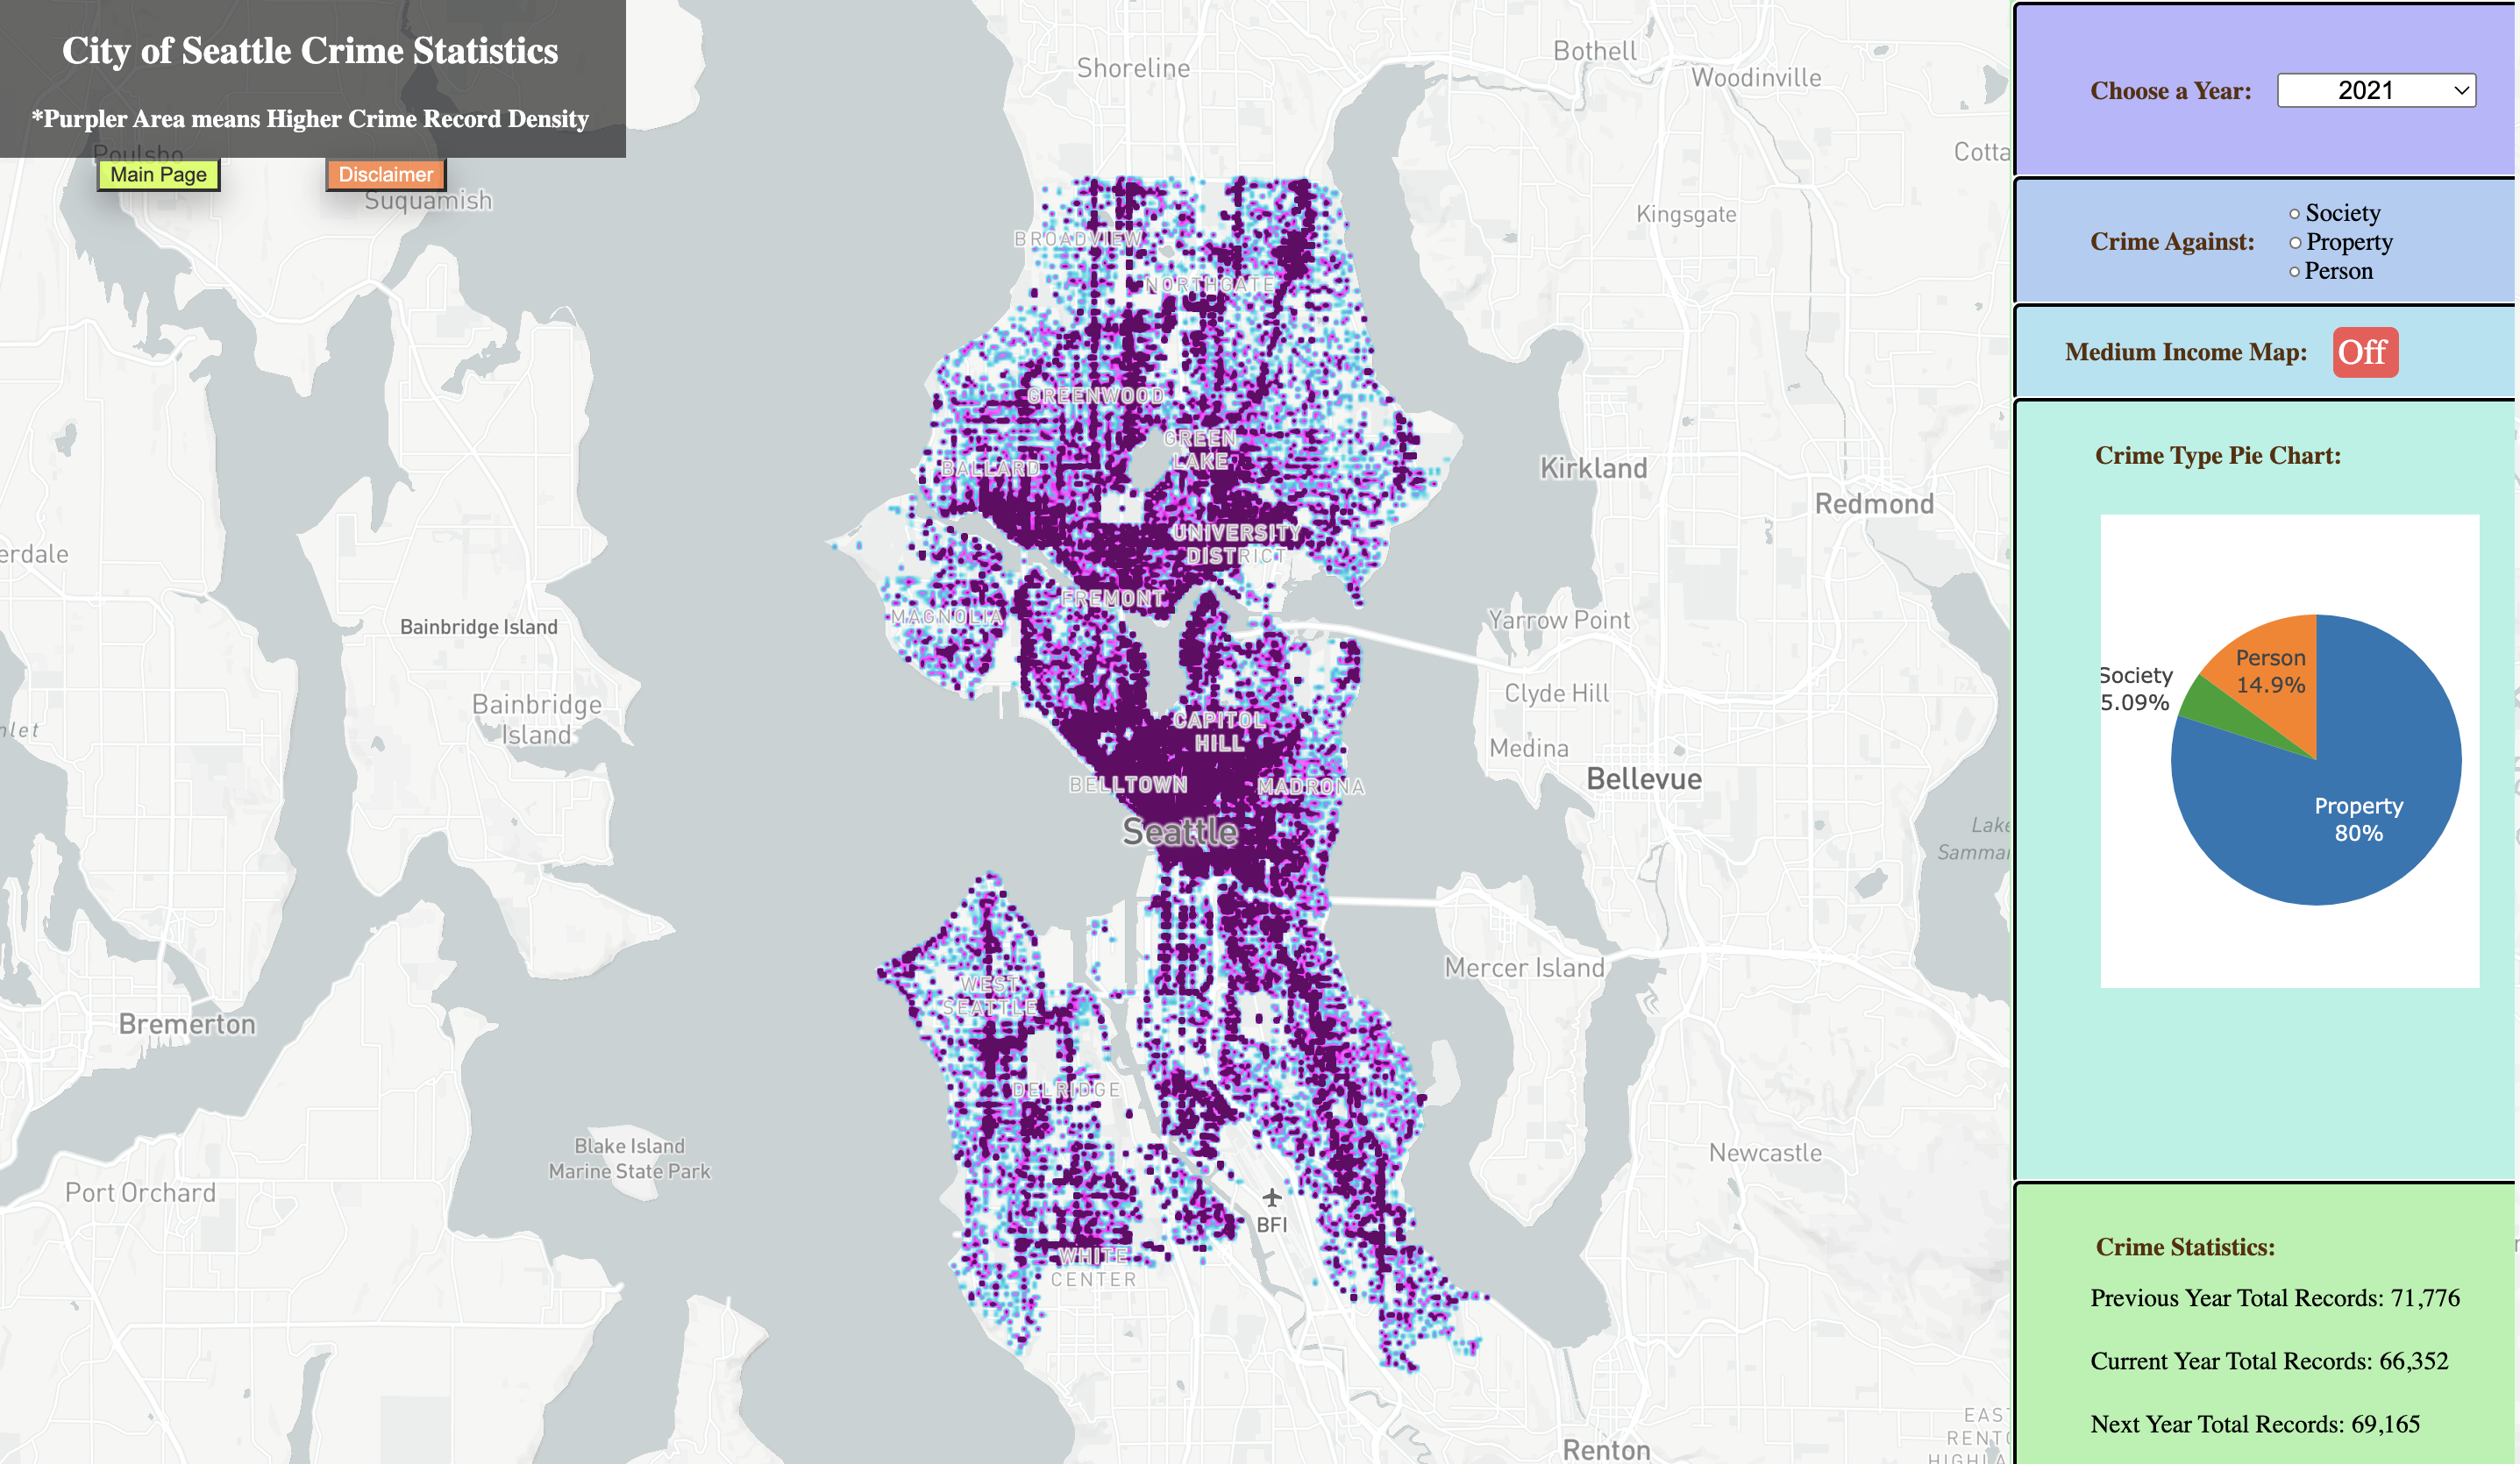 City of Seattle Crime Statistics
*Purpler Area means Higher Crime Record Density
Poulsbo
Main Page
Disclaimer
Suquamish
Shoreline
Bothell
Woodinville
Cotta
BROADVIEW
Kingsgate
NORTHGATE
GREENWOOD
GREEN
LAKE
BALLARD
Kirkland
Redmond
UNIVERSITY
DISTRICT
erdale
FREMONT
MAGNOLIA
Bainbridge Island
Yarrow Point
Bainbridge
Island
nlet
Clyde Hill
CAPITOL
HILL
Medina
BELLTOWN
MADRONA
Bellevue
Seattle
Lake
Sammam
WEST
SEATTLE
Mercer Island
Bremerton
DELRIDGE
Blake Island
Marine State Park
Newcastle
Port Orchard
BFI
WHITE
CENTER
Renton
EAST
RENTO
HIGHLA
Choose a Year:
2021
Crime Against:
Society
Property
Person
Medium Income Map:
Off
Crime Type Pie Chart:
Person
14.9%
Society
5.09%
Property
80%
Crime Statistics:
Previous Year Total Records: 71,776
Current Year Total Records: 66,352
Next Year Total Records: 69,165